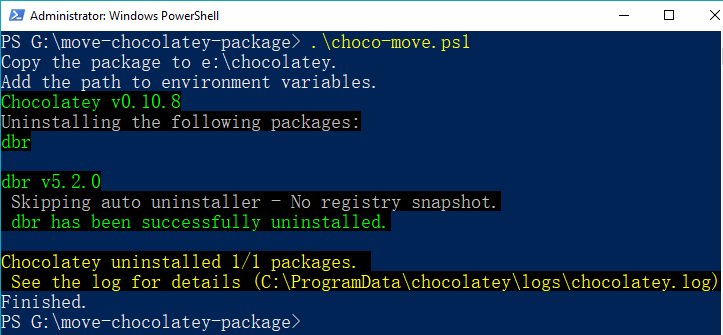 Administrator: Windows PowerShell
PS G:\move-chocolatey-package> .\choco-move.ps1
Copy the package to e:\chocolatey.
Add the path to environment variables.
Chocolatey v0.10.8
Uninstalling the following packages:
dbr
dbr v5.2.0
 Skipping auto uninstaller - No registry snapshot.
 dbr has been successfully uninstalled.
Chocolatey uninstalled 1/1 packages.
 See the log for details (C:\ProgramData\chocolatey\logs\chocolatey.log)
Finished.
PS G:\move-chocolatey-package>